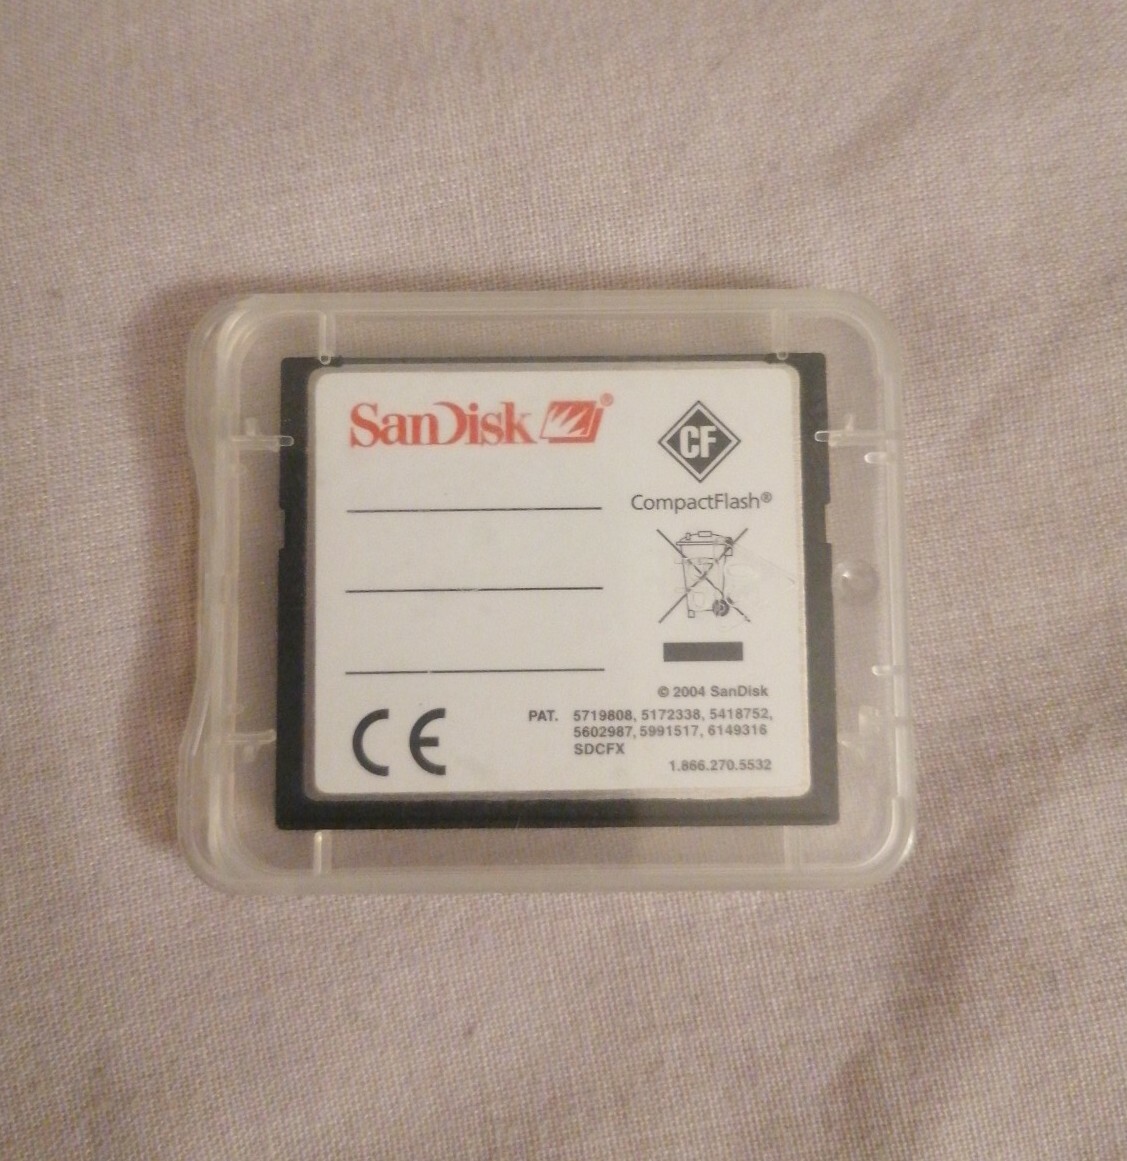 SanDisk ®
CF
CompactFlash®
© 2004 SanDisk
PAT. 5719808, 5172338, 5418752,
5602987, 5991517, 6149316
SDCFX
1.866.270.5532
CE